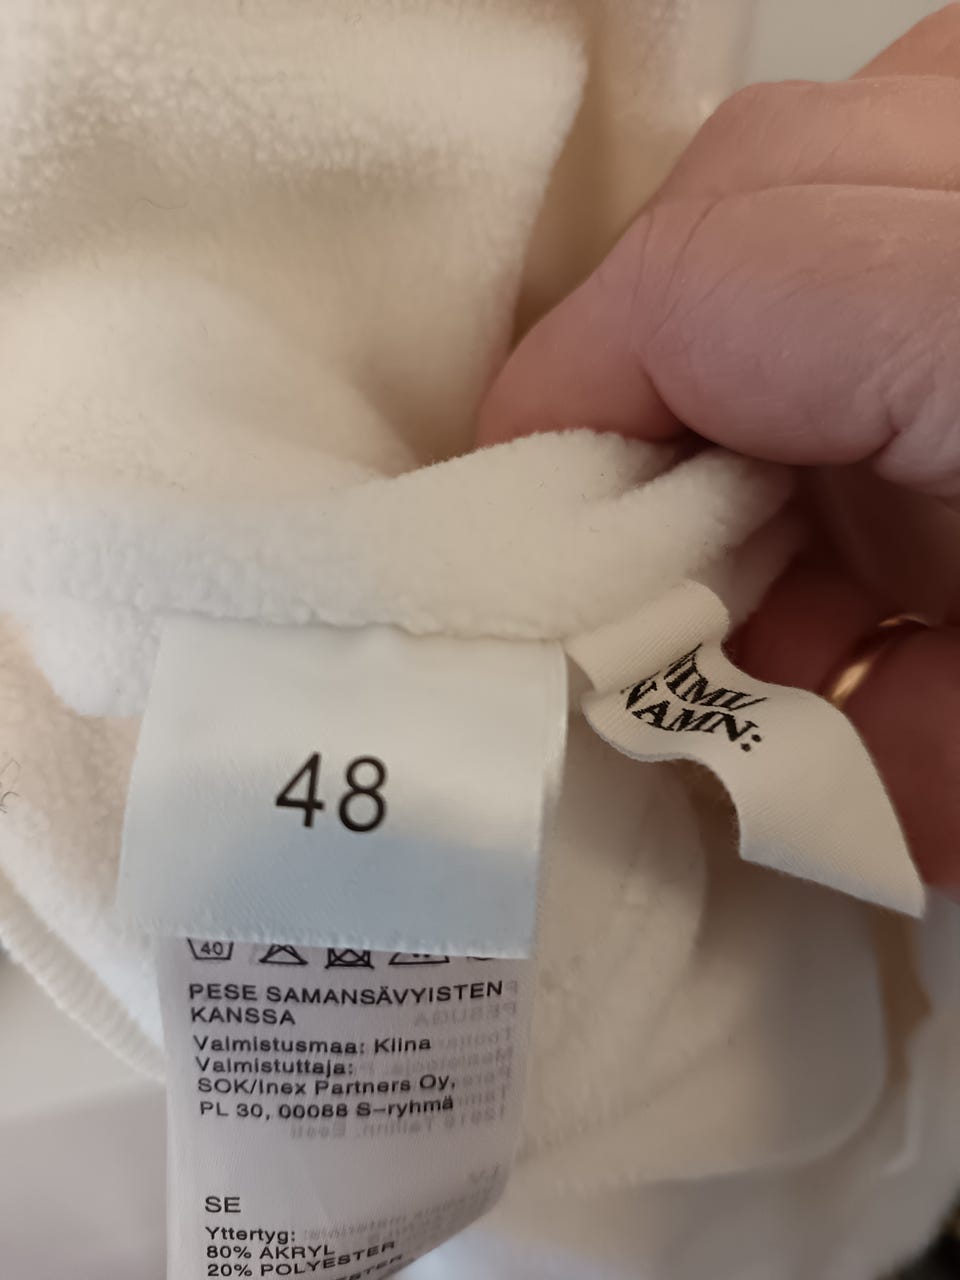 NIMI/
NAMN:
48
40
PESE SAMANSÄVYISTEN
KANSSA
Valmistusmaa: Kiina
Valmistuttaja:
SOK/Inex Partners Oy,
PL 30, 00088 S-ryhmä
SE
Yttertyg:
80% AKRYL
20% POLYESTER